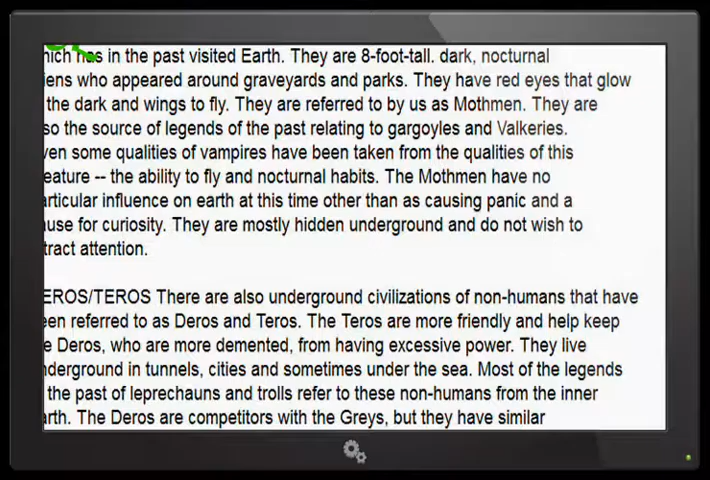 hich has in the past visited Earth. They are 8-foot-tall. dark, nocturnal
iens who appeared around graveyards and parks. They have red eyes that glow
the dark and wings to fly. They are referred to by us as Mothmen. They are
so the source of legends of the past relating to gargoyles and Valkeries.
ven some qualities of vampires have been taken from the qualities of this
eature -- the ability to fly and nocturnal habits. The Mothmen have no
articular influence on earth at this time other than as causing panic and a
ause for curiosity. They are mostly hidden underground and do not wish to
tract attention.
EROS/TEROS There are also underground civilizations of non-humans that have
een referred to as Deros and Teros. The Teros are more friendly and help keep
e Deros, who are more demented, from having excessive power. They live
nderground in tunnels, cities and sometimes under the sea. Most of the legends
the past of leprechauns and trolls refer to these non-humans from the inner
arth. The Deros are competitors with the Greys, but they have similar